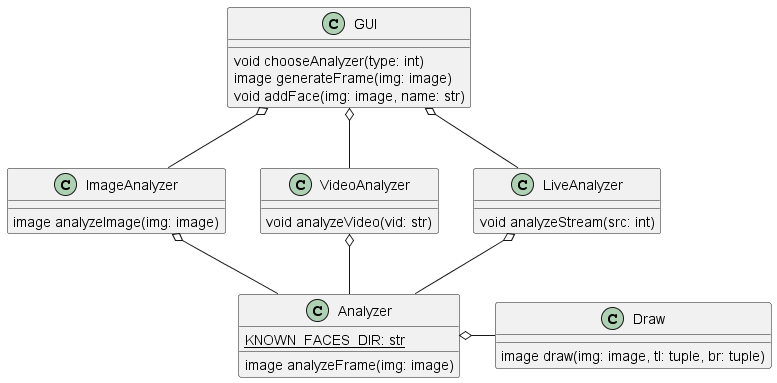 C GUI
void chooseAnalyzer(type: int)
image generateFrame(img: image)
void addFace(img: image, name: str)
C ImageAnalyzer
image analyzeImage(img: image)
C VideoAnalyzer
void analyzeVideo(vid: str)
C LiveAnalyzer
void analyzeStream(src: int)
C Analyzer
KNOWN_FACES_DIR: str
image analyzeFrame(img: image)
C Draw
image draw(img: image, tl: tuple, br: tuple)